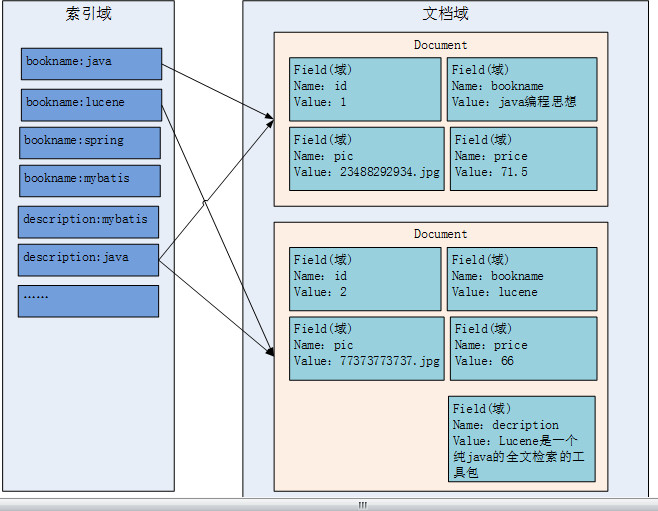 索引域
bookname:java
bookname:lucene
bookname:spring
bookname:mybatis
description:mybatis
description:java
……
文档域
Document
Field(域)
Name: id
Value: 1
Field(域)
Name: bookname
Value: java编程思想
Field(域)
Name: pic
Value: 23488292934.jpg
Field(域)
Name: price
Value: 71.5
Document
Field(域)
Name: id
Value: 2
Field(域)
Name: bookname
Value: lucene
Field(域)
Name: pic
Value: 77373773737.jpg
Field(域)
Name: price
Value: 66
Field(域)
Name: decription
Value: Lucene是一个
纯java的全文检索的工
具包